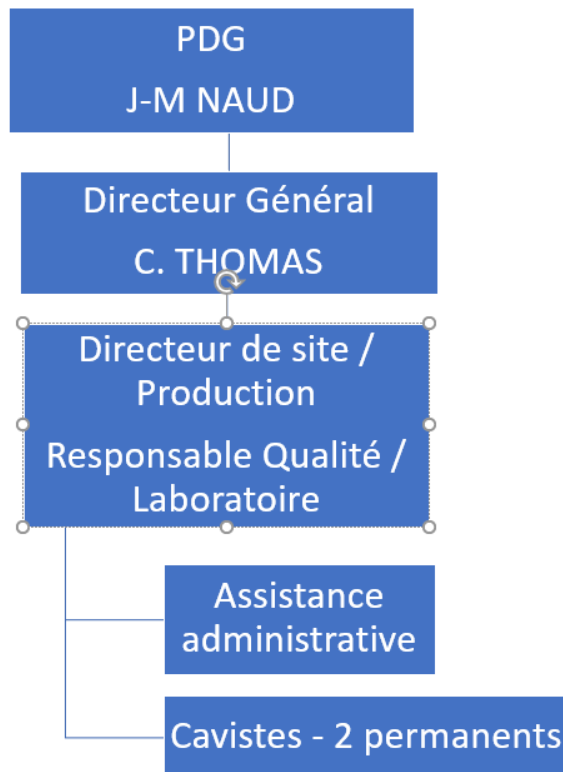 PDG
J-M NAUD
Directeur Général
C. THOMAS
Directeur de site /
Production
Responsable Qualité /
Laboratoire
Assistance
administrative
Cavistes - 2 permanents